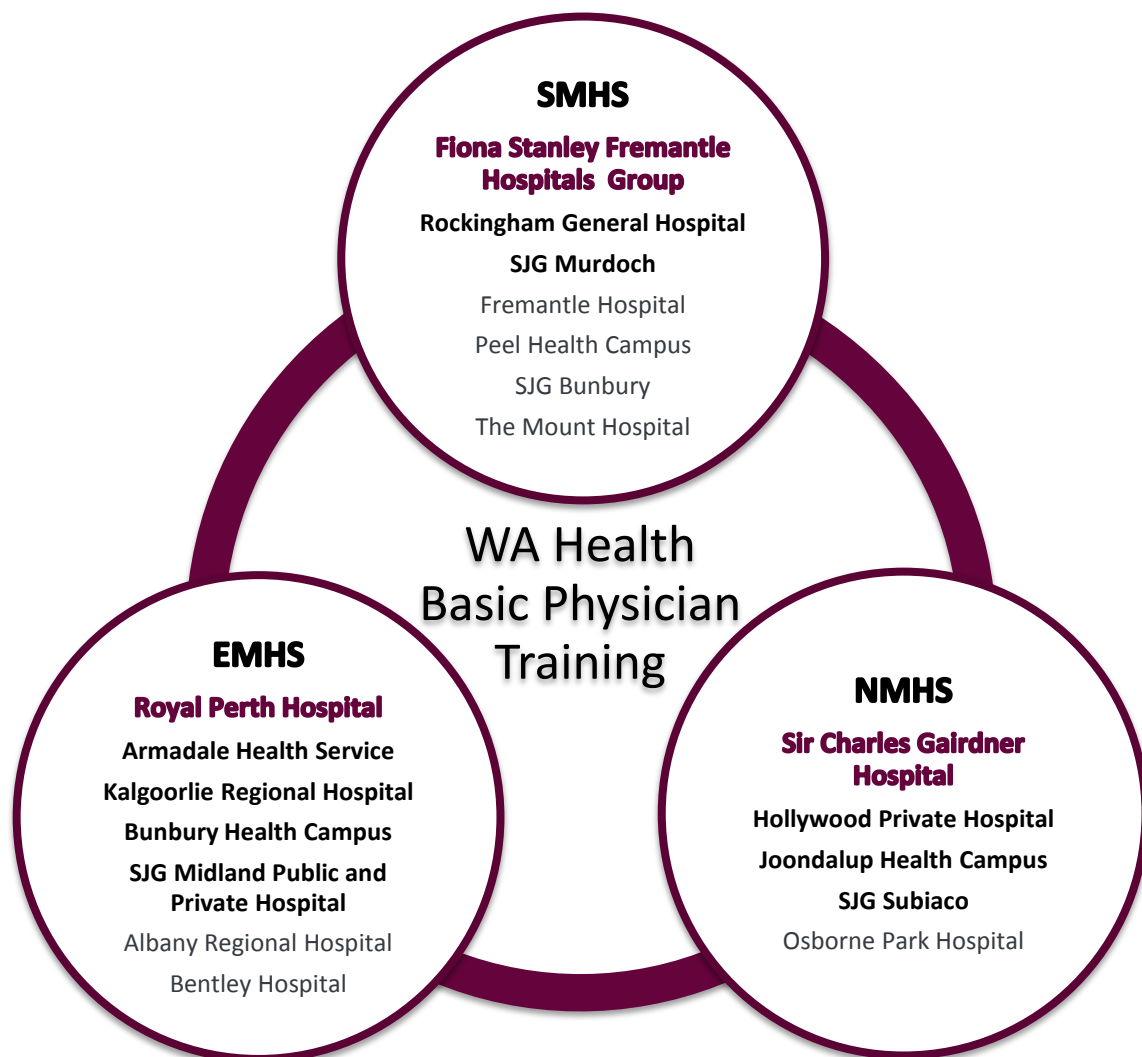 SMHS
Fiona Stanley Fremantle
Hospitals Group
Rockingham General Hospital
SJG Murdoch
Fremantle Hospital
Peel Health Campus
SJG Bunbury
The Mount Hospital
WA Health
Basic Physician
Training
EMHS
Royal Perth Hospital
Armadale Health Service
Kalgoorlie Regional Hospital
Bunbury Health Campus
SJG Midland Public and
Private Hospital
Albany Regional Hospital
Bentley Hospital
NMHS
Sir Charles Gairdner
Hospital
Hollywood Private Hospital
Joondalup Health Campus
SJG Subiaco
Osborne Park Hospital